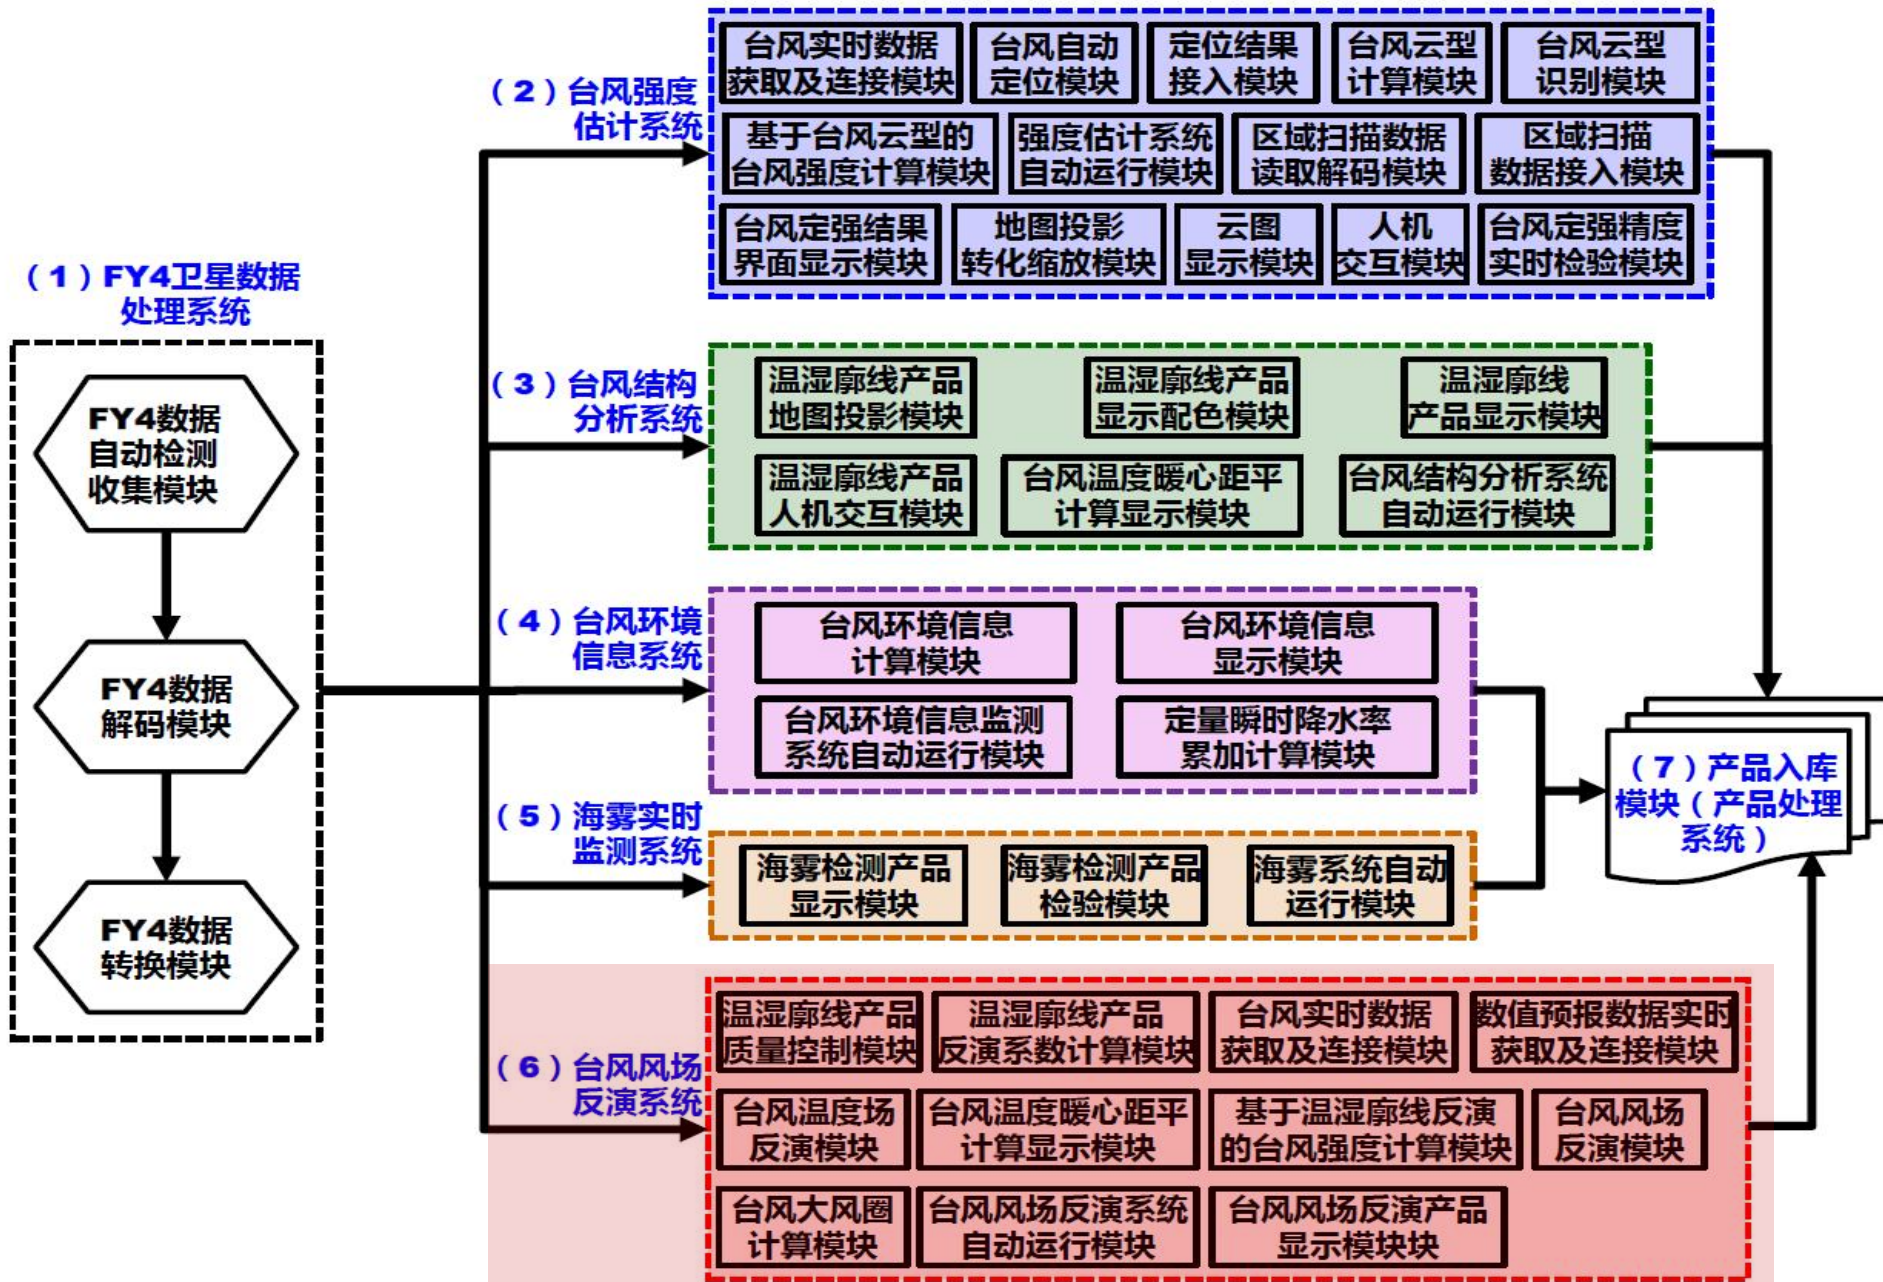 （1）FY4卫星数据
处理系统
FY4数据
自动检测
收集模块
FY4数据
解码模块
FY4数据
转换模块
（2）台风强度
估计系统
台风实时数据
获取及连接模块
台风自动
定位模块
定位结果
接入模块
台风云型
计算模块
台风云型
识别模块
基于台风云型的
台风强度计算模块
强度估计系统
自动运行模块
区域扫描数据
读取解码模块
区域扫描
数据接入模块
台风定强结果
界面显示模块
地图投影
转化缩放模块
云图
显示模块
人机
交互模块
台风定强精度
实时检验模块
（3）台风结构
分析系统
温湿廓线产品
地图投影模块
温湿廓线产品
显示配色模块
温湿廓线
产品显示模块
温湿廓线产品
人机交互模块
台风温度暖心距平
计算显示模块
台风结构分析系统
自动运行模块
（4）台风环境
信息系统
台风环境信息
计算模块
台风环境信息
显示模块
台风环境信息监测
系统自动运行模块
定量瞬时降水率
累加计算模块
（5）海雾实时
监测系统
海雾检测产品
显示模块
海雾检测产品
检验模块
海雾系统自动
运行模块
（6）台风风场
反演系统
温湿廓线产品
质量控制模块
温湿廓线产品
反演系数计算模块
台风实时数据
获取及连接模块
数值预报数据实时
获取及连接模块
台风温度场
反演模块
台风温度暖心距平
计算显示模块
基于温湿廓线反演
的台风强度计算模块
台风风场
反演模块
台风大风圈
计算模块
台风风场反演系统
自动运行模块
台风风场反演产品
显示模块块
（7）产品入库
模块（产品处理
系统）